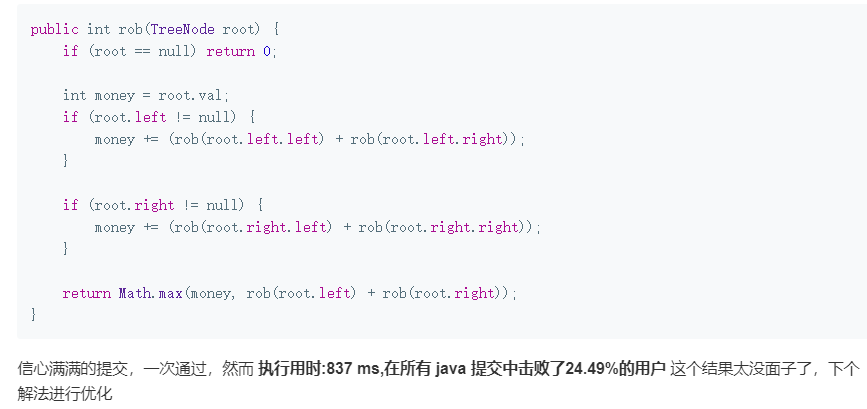 public int rob(TreeNode root) {
    if (root == null) return 0;

    int money = root.val;
    if (root.left != null) {
        money += (rob(root.left.left) + rob(root.left.right));
    }

    if (root.right != null) {
        money += (rob(root.right.left) + rob(root.right.right));
    }

    return Math.max(money, rob(root.left) + rob(root.right));
}
信心满满的提交，一次通过，然而 执行用时:837 ms,在所有 java 提交中击败了24.49%的用户 这个结果太没面子了，下个
解法进行优化